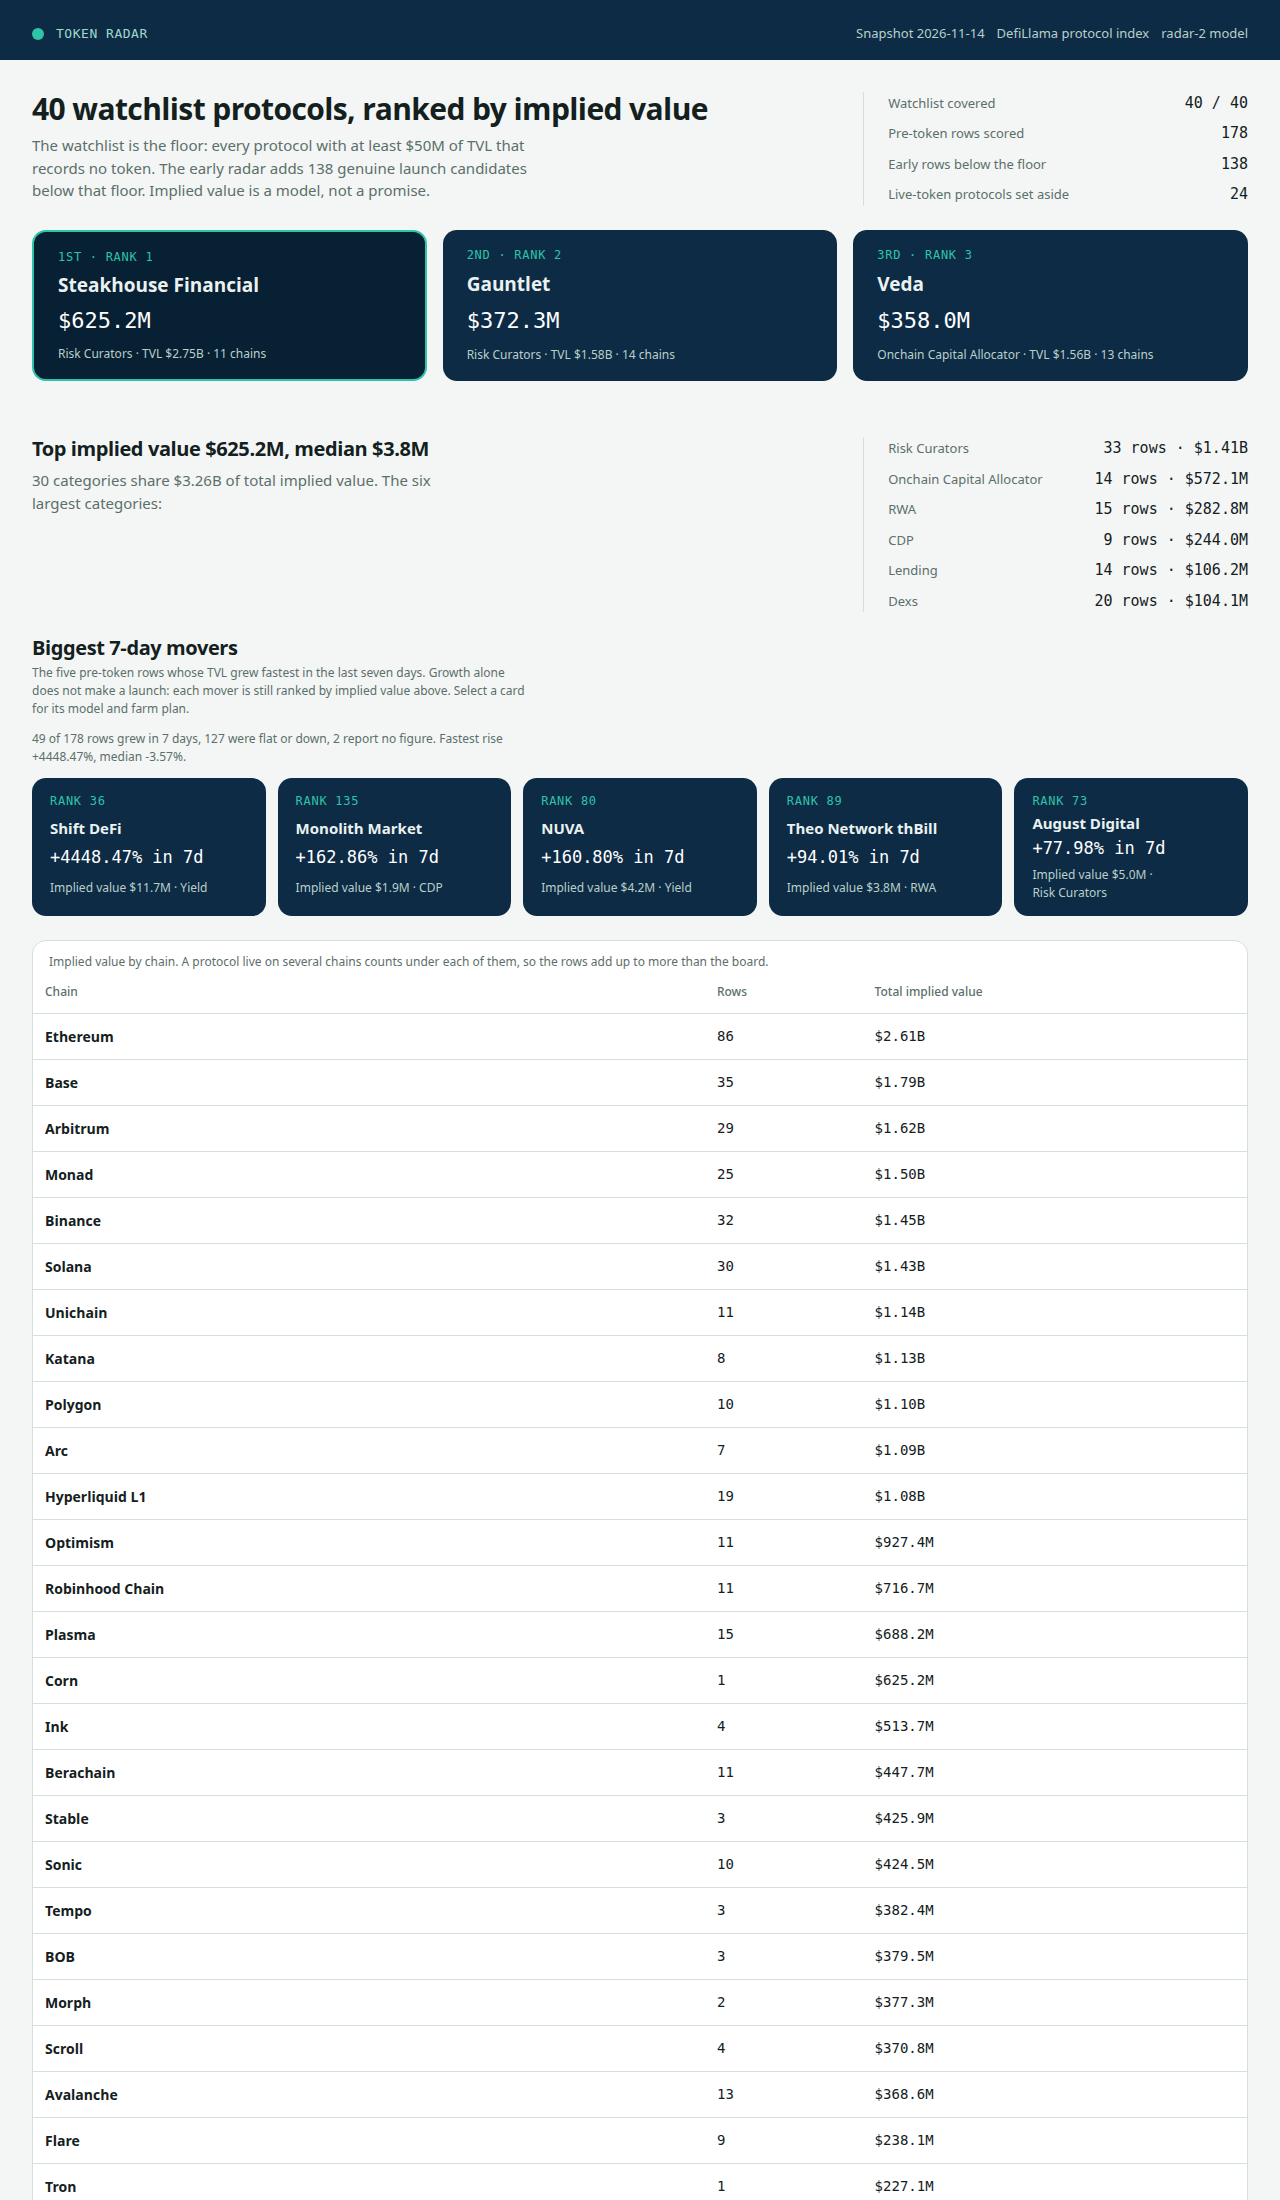 TOKEN RADAR
Snapshot 2026-11-14 DefiLlama protocol index radar-2 model
40 watchlist protocols, ranked by implied value
The watchlist is the floor: every protocol with at least $50M of TVL that
records no token. The early radar adds 138 genuine launch candidates
below that floor. Implied value is a model, not a promise.
Watchlist covered 40 / 40
Pre-token rows scored 178
Early rows below the floor 138
Live-token protocols set aside 24
1ST · RANK 1
Steakhouse Financial
$625.2M
Risk Curators · TVL $2.75B · 11 chains
2ND · RANK 2
Gauntlet
$372.3M
Risk Curators · TVL $1.58B · 14 chains
3RD · RANK 3
Veda
$358.0M
Onchain Capital Allocator · TVL $1.56B · 13 chains
Top implied value $625.2M, median $3.8M
30 categories share $3.26B of total implied value. The six
largest categories:
Risk Curators 33 rows · $1.41B
Onchain Capital Allocator 14 rows · $572.1M
RWA 15 rows · $282.8M
CDP 9 rows · $244.0M
Lending 14 rows · $106.2M
Dexs 20 rows · $104.1M
Biggest 7-day movers
The five pre-token rows whose TVL grew fastest in the last seven days. Growth alone
does not make a launch: each mover is still ranked by implied value above. Select a card
for its model and farm plan.
49 of 178 rows grew in 7 days, 127 were flat or down, 2 report no figure. Fastest rise
+4448.47%, median -3.57%.
RANK 36
Shift DeFi
+4448.47% in 7d
Implied value $11.7M · Yield
RANK 135
Monolith Market
+162.86% in 7d
Implied value $1.9M · CDP
RANK 80
NUVA
+160.80% in 7d
Implied value $4.2M · Yield
RANK 89
Theo Network thBill
+94.01% in 7d
Implied value $3.8M · RWA
RANK 73
August Digital
+77.98% in 7d
Implied value $5.0M ·
Risk Curators
Implied value by chain. A protocol live on several chains counts under each of them, so the rows add up to more than the board.
Chain Rows Total implied value
Ethereum 86 $2.61B
Base 35 $1.79B
Arbitrum 29 $1.62B
Monad 25 $1.50B
Binance 32 $1.45B
Solana 30 $1.43B
Unichain 11 $1.14B
Katana 8 $1.13B
Polygon 10 $1.10B
Arc 7 $1.09B
Hyperliquid L1 19 $1.08B
Optimism 11 $927.4M
Robinhood Chain 11 $716.7M
Plasma 15 $688.2M
Corn 1 $625.2M
Ink 4 $513.7M
Berachain 11 $447.7M
Stable 3 $425.9M
Sonic 10 $424.5M
Tempo 3 $382.4M
BOB 3 $379.5M
Morph 2 $377.3M
Scroll 4 $370.8M
Avalanche 13 $368.6M
Flare 9 $238.1M
Tron 1 $227.1M